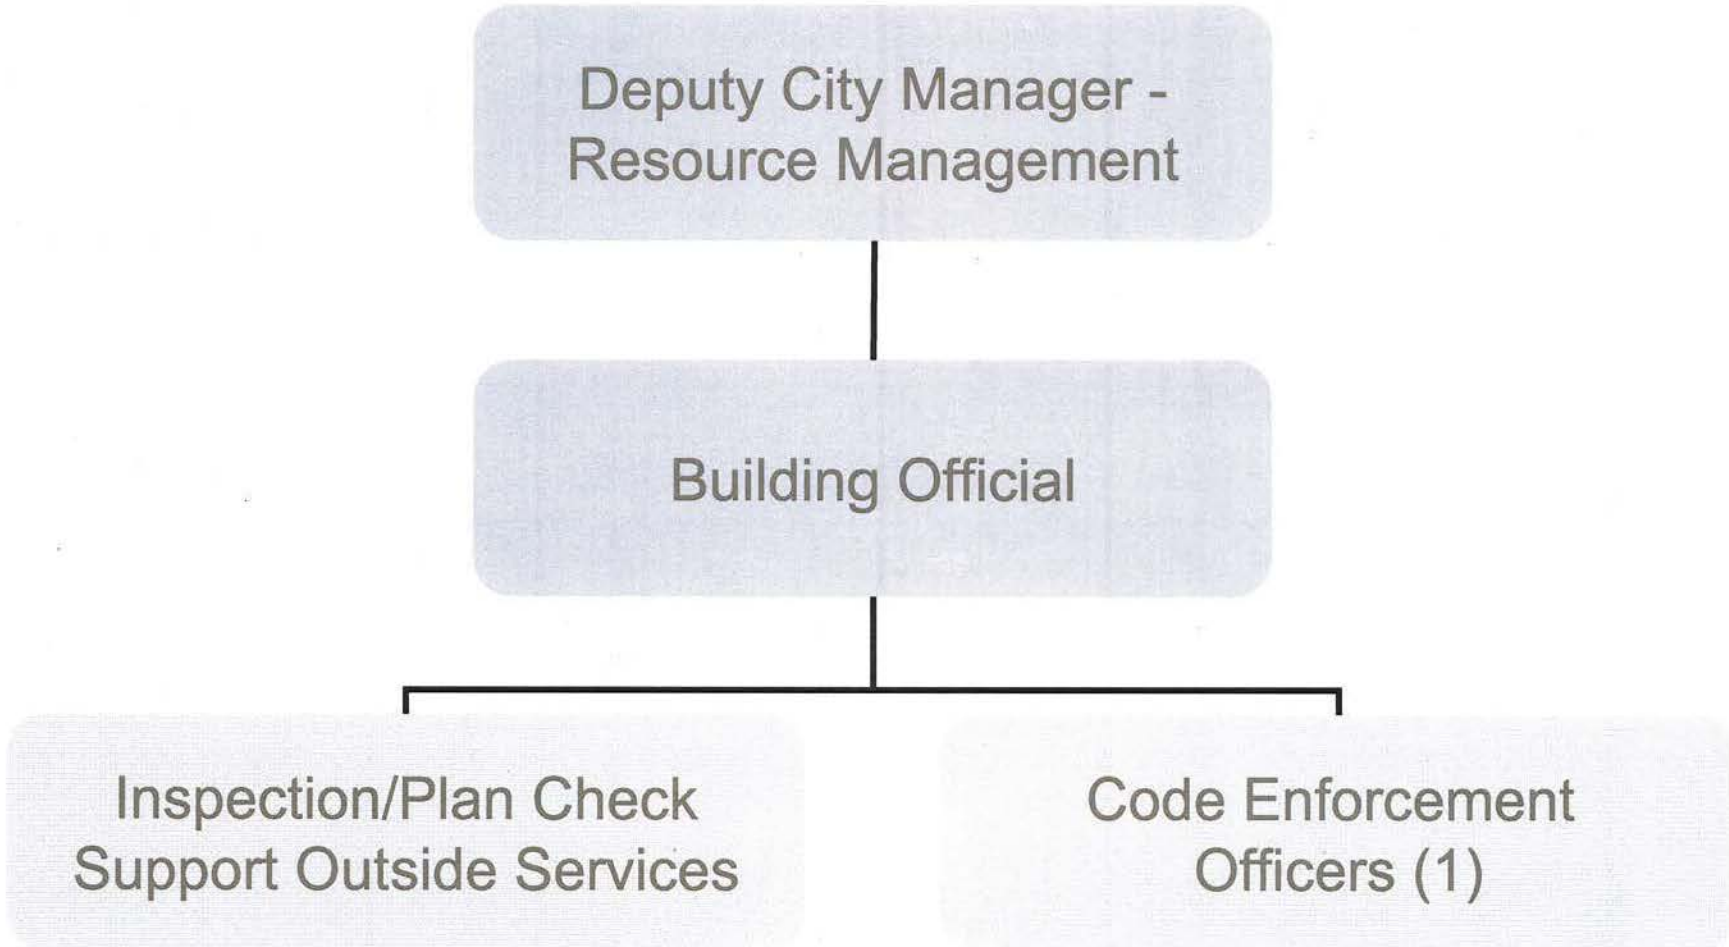 Deputy City Manager -
Resource Management
Building Official
Inspection/Plan Check
Support Outside Services
Code Enforcement
Officers (1)